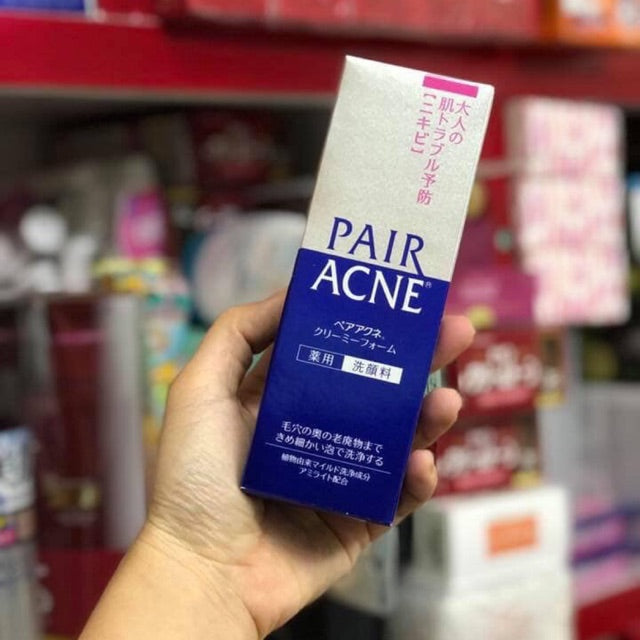 大人の
肌トラブル予防
【ニキビ】
PAIR
ACNE®
ペアアクネ®
クリーミーフォーム
薬用 洗顔料
毛穴の奥の老廃物まで
きめ細かい泡で洗浄する
植物由来マイルド洗浄成分
アミライト配合